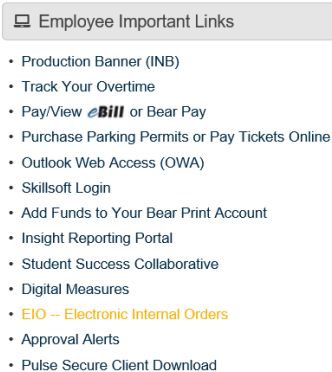 Employee Important Links
• Production Banner (INB)
• Track Your Overtime
• Pay/View eBill or Bear Pay
• Purchase Parking Permits or Pay Tickets Online
• Outlook Web Access (OWA)
• Skillsoft Login
• Add Funds to Your Bear Print Account
• Insight Reporting Portal
• Student Success Collaborative
• Digital Measures
• EIO -- Electronic Internal Orders
• Approval Alerts
• Pulse Secure Client Download